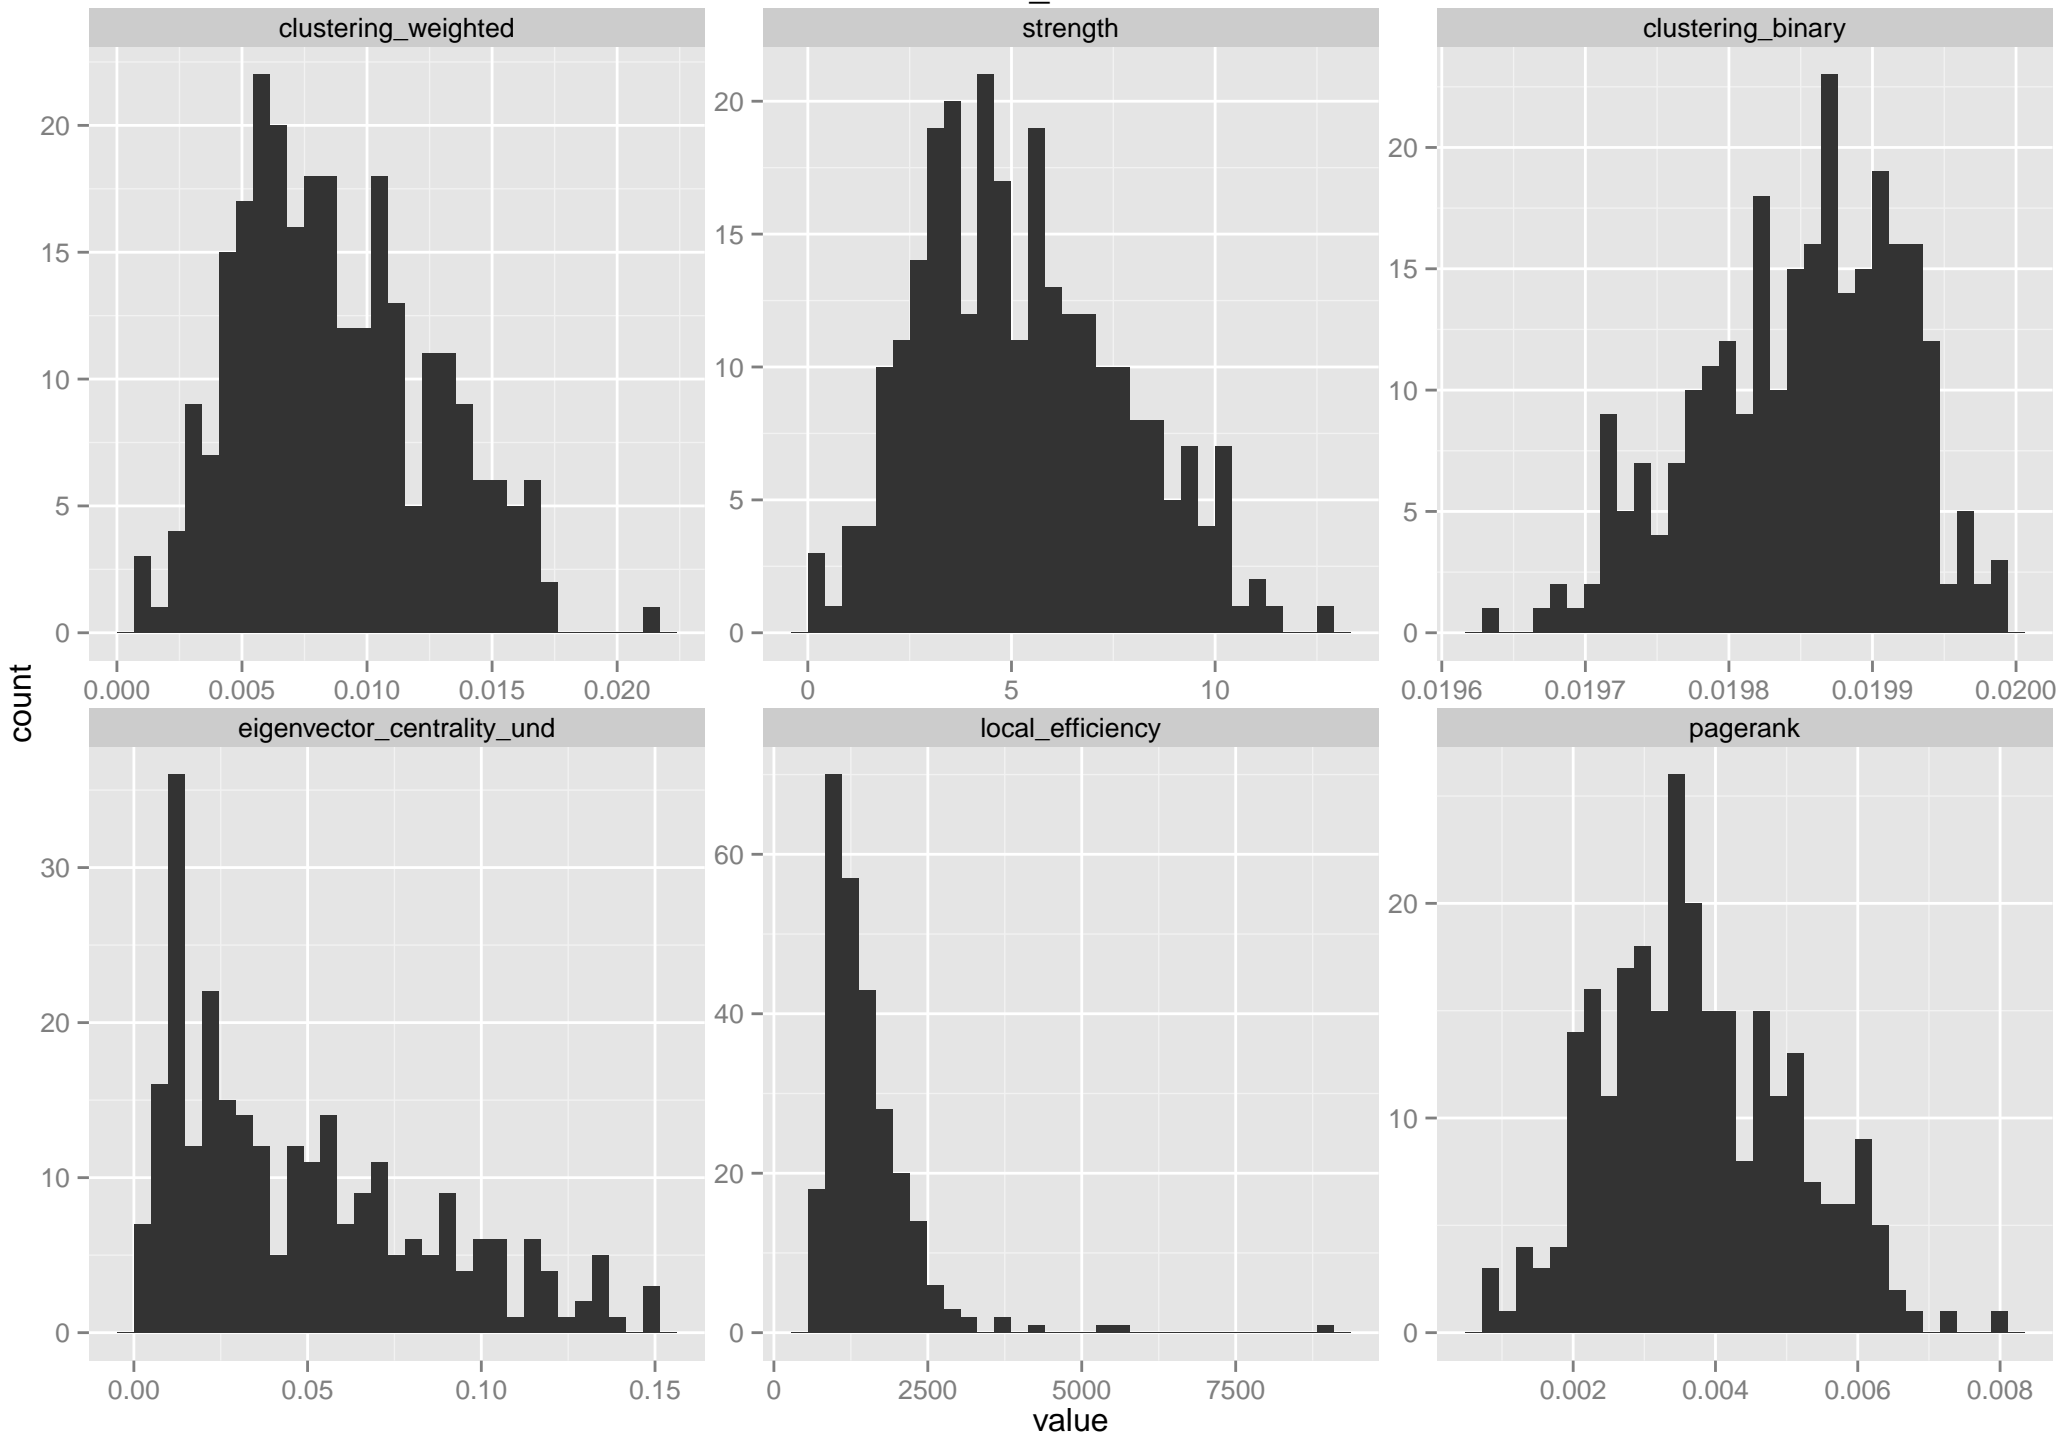 clustering_weighted
strength
clustering_binary
20
15
10
5
0
20
15
10
5
0
20
15
10
5
0
0.000 0.005 0.010 0.015 0.020
0 5 10
0.0196 0.0197 0.0198 0.0199 0.0200
count
eigenvector_centrality_und
local_efficiency
pagerank
30
20
10
0
60
40
20
0
20
10
0
0.00 0.05 0.10 0.15
0 2500 5000 7500
0.002 0.004 0.006 0.008
value